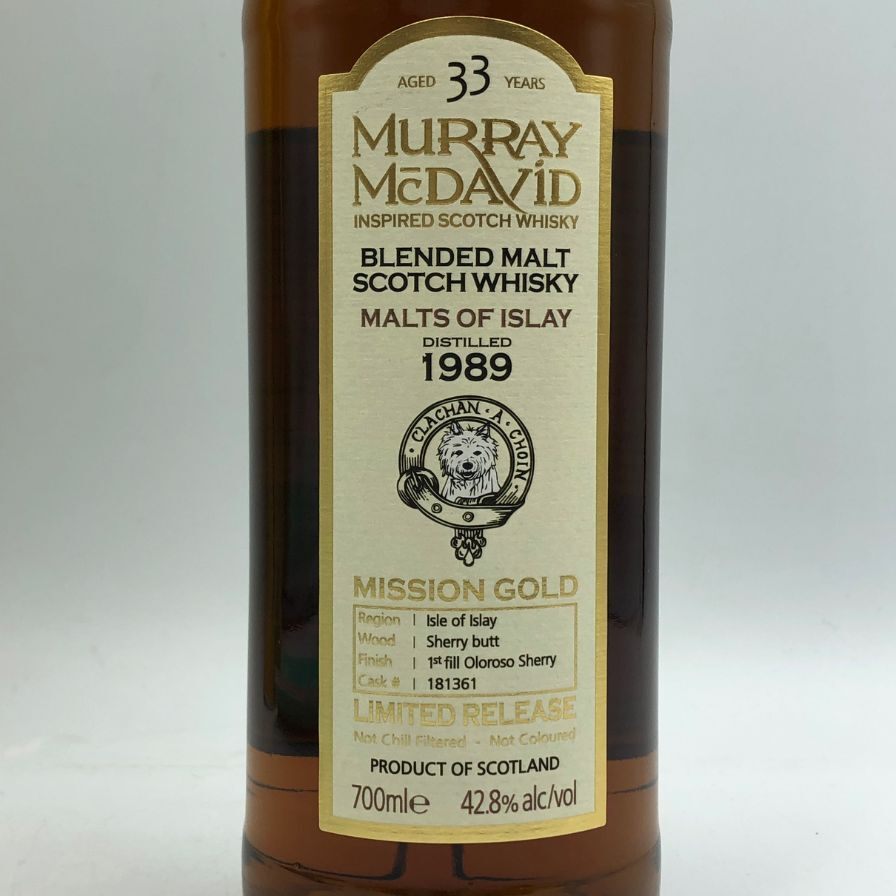 AGED 33 YEARS
MURRAY
McDAVID
INSPIRED SCOTCH WHISKY
BLENDED MALT
SCOTCH WHISKY
MALTS OF ISLAY
DISTILLED
1989
CLACHAN · A · CHOIN
MISSION GOLD
Region | Isle of Islay
Wood | Sherry butt
Finish | 1st fill Oloroso Sherry
Cask # | 181361
LIMITED RELEASE
Not Chill Filtered - Not Coloured
PRODUCT OF SCOTLAND
700ml℮ 42.8% alc/vol